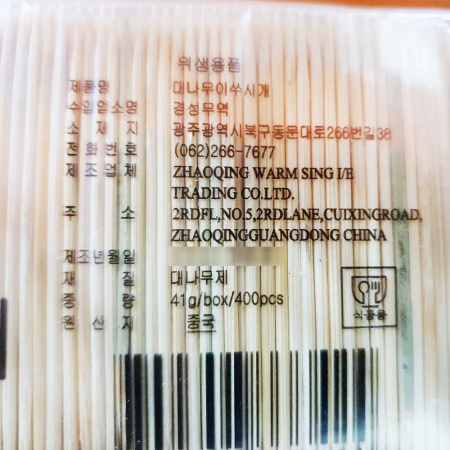 위생용품
제품명 대나무이쑤시개
수입업소명 경성무역
소재지 광주광역시북구동문대로266번길38
전화번호 (062)266-7677
제조업체 ZHAOQING WARM SING I/E
TRADING CO.LTD.
주소 2RDFL,NO.5,2RDLANE,CUIXINGROAD,
ZHAOQINGGUANGDONG CHINA
제조년월일
재질 대나무제
중량 41g/box/400pcs
원산지 중국
식품용